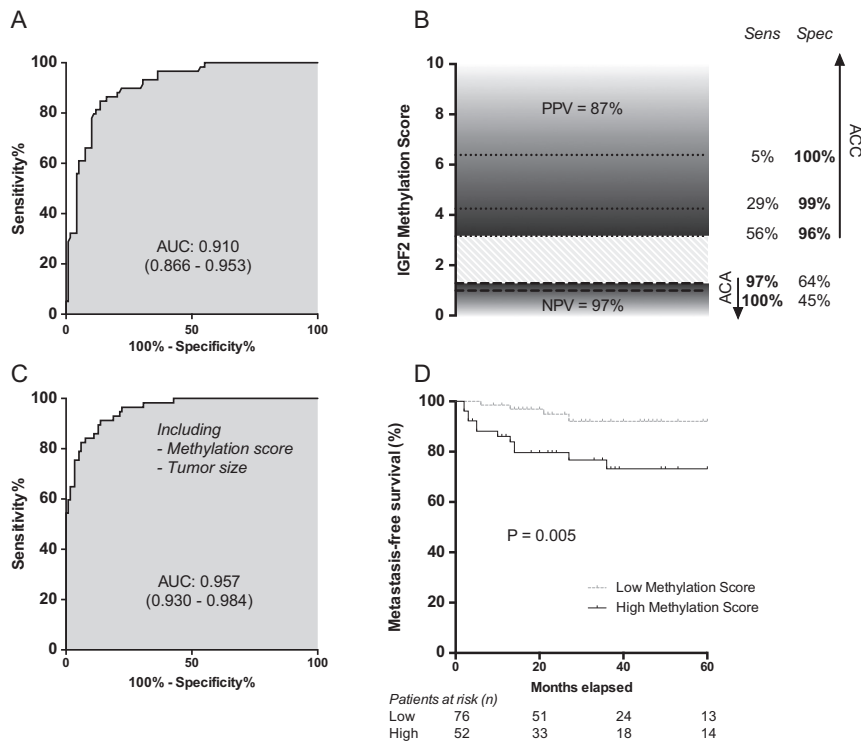 A
100
80
60
40
20
0
Sensitivity%
AUC: 0.910
(0.866 - 0.953)
0
50
100
100% - Specificity%
B
Sens
Spec
10
8
6
4
2
0
IGF2 Methylation Score
PPV = 87%
NPV = 97%
5%
100%
29%
99%
56%
96%
97%
64%
100%
45%
ACC
ACA
C
100
80
60
40
20
0
Sensitivity%
Including
- Methylation score
- Tumor size
AUC: 0.957
(0.930 - 0.984)
0
50
100
100% - Specificity%
D
100
80
60
40
20
0
Metastasis-free survival (%)
P = 0.005
Low Methylation Score
High Methylation Score
0
20
40
60
Months elapsed
Patients at risk (n)
Low 76 51 24 13
High 52 33 18 14